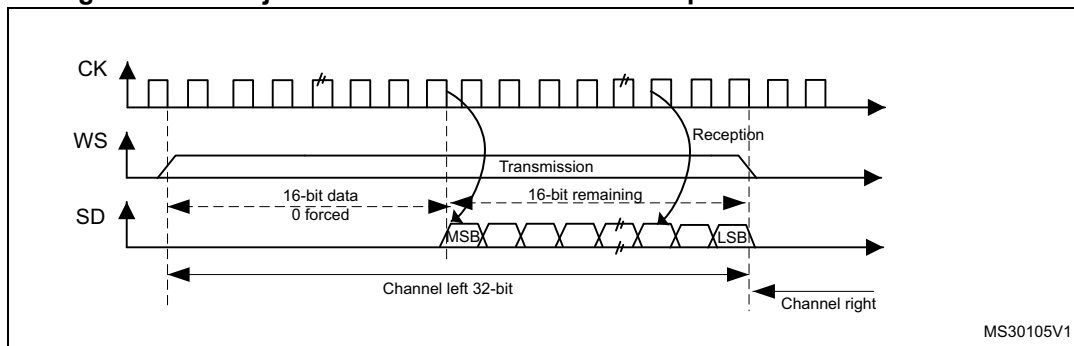 CK
Reception
WS
Transmission
16-bit data
0 forced
16-bit remaining
SD
MSB
LSB
Channel left 32-bit
Channel right
MS30105V1